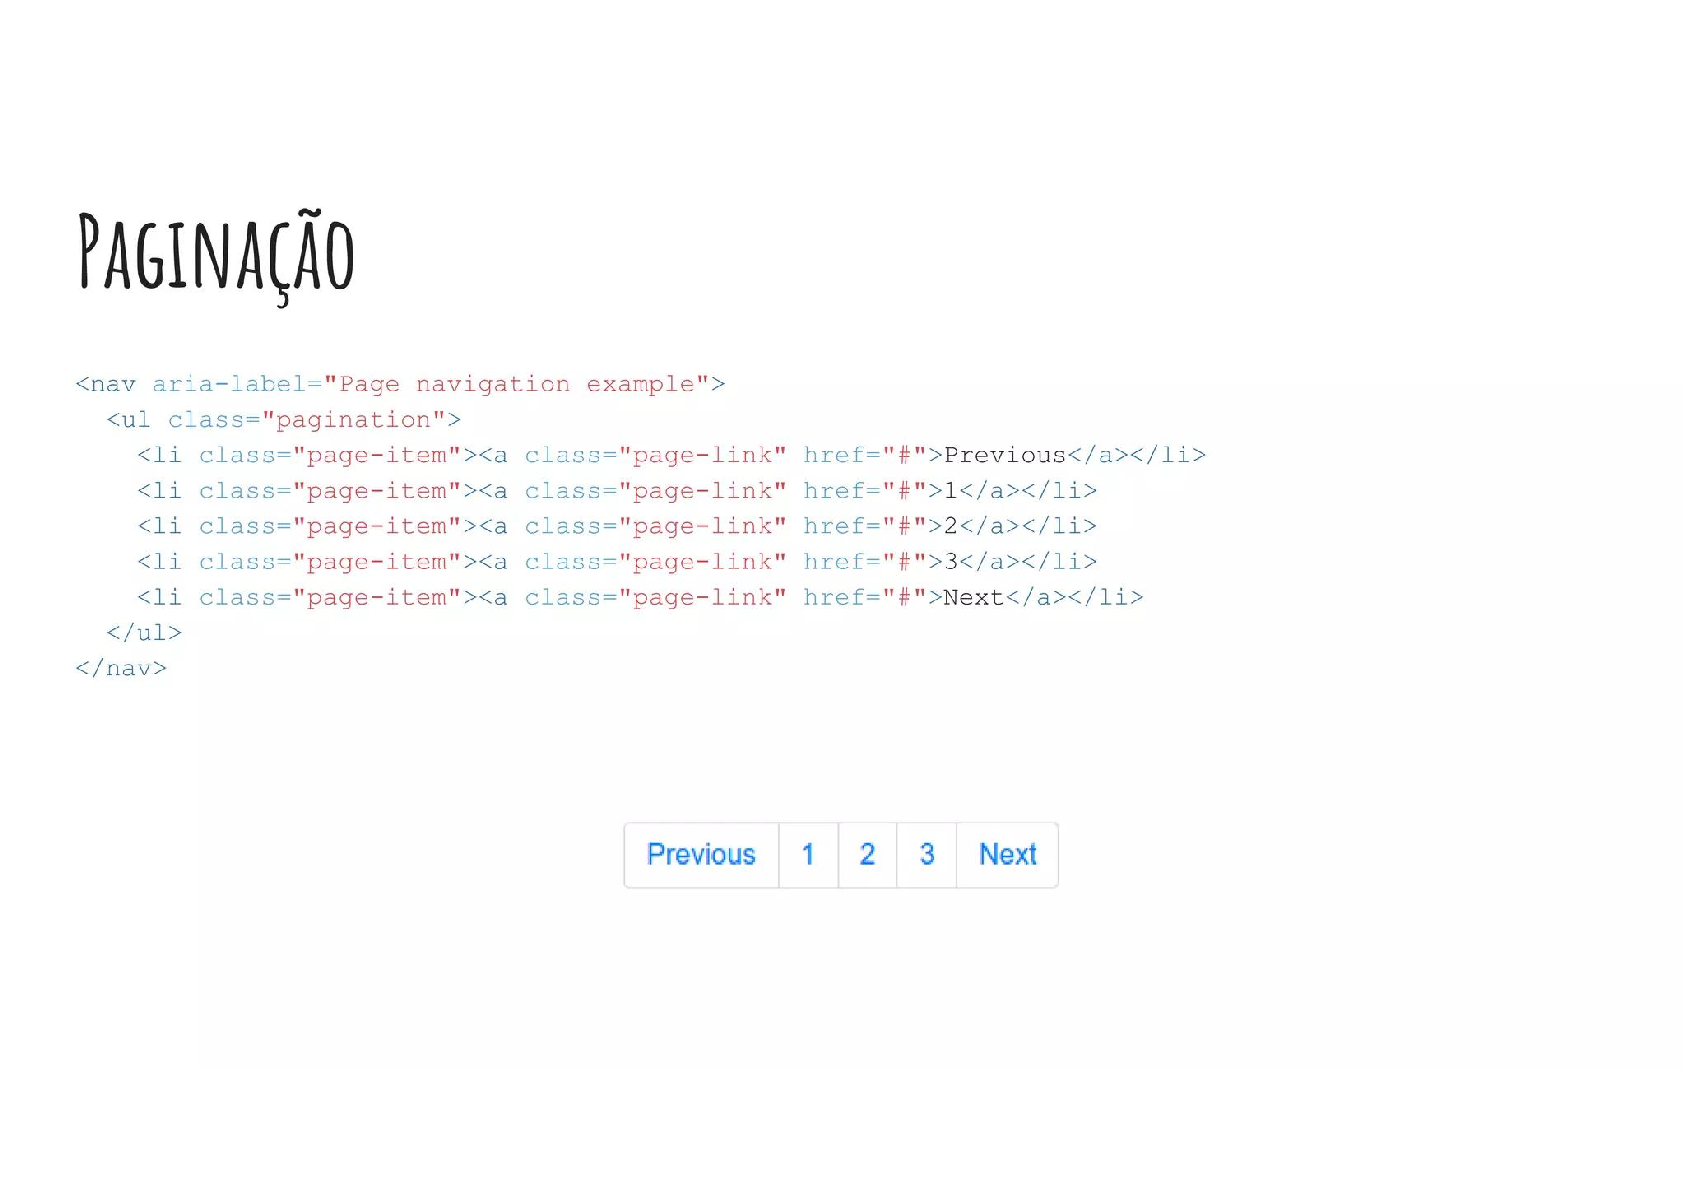 PAGINAÇÃO
<nav aria-label="Page navigation example">
  <ul class="pagination">
    <li class="page-item"><a class="page-link" href="#">Previous</a></li>
    <li class="page-item"><a class="page-link" href="#">1</a></li>
    <li class="page-item"><a class="page-link" href="#">2</a></li>
    <li class="page-item"><a class="page-link" href="#">3</a></li>
    <li class="page-item"><a class="page-link" href="#">Next</a></li>
  </ul>
</nav>
Previous 1 2 3 Next